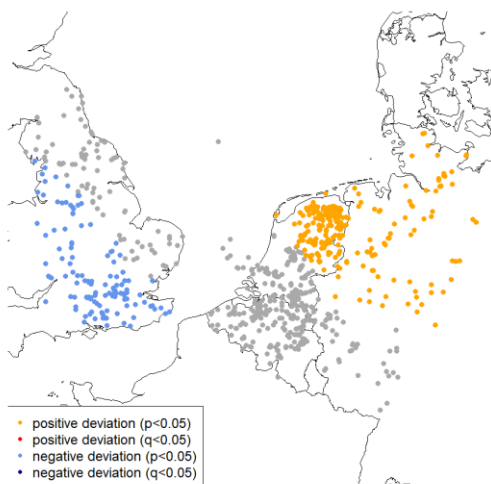 positive deviation (p<0.05)
positive deviation (q<0.05)
negative deviation (p<0.05)
negative deviation (q<0.05)